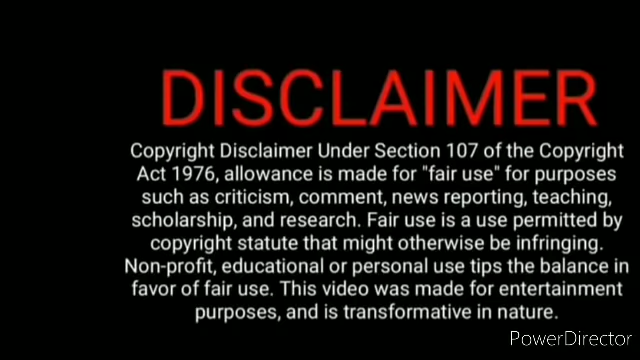 DISCLAIMER
Copyright Disclaimer Under Section 107 of the Copyright
Act 1976, allowance is made for "fair use" for purposes
such as criticism, comment, news reporting, teaching,
scholarship, and research. Fair use is a use permitted by
copyright statute that might otherwise be infringing.
Non-profit, educational or personal use tips the balance in
favor of fair use. This video was made for entertainment
purposes, and is transformative in nature.
PowerDirector